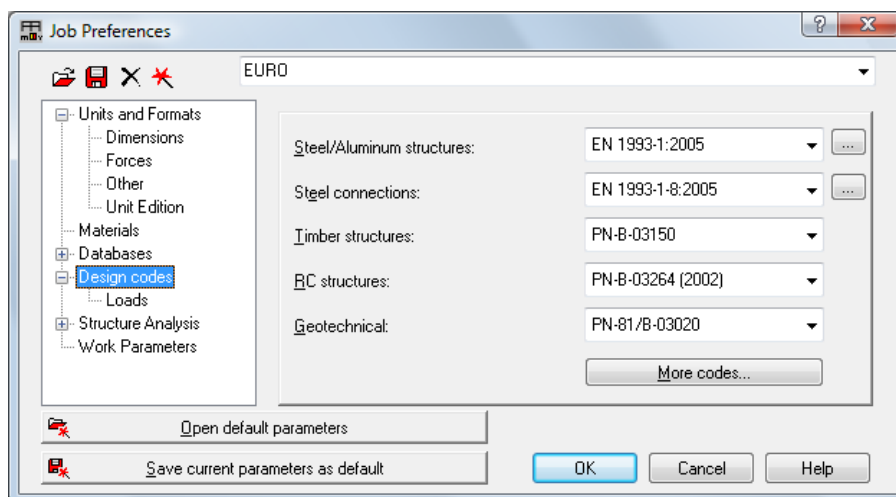 Job Preferences
EURO
Units and Formats
Dimensions
Forces
Other
Unit Edition
Materials
Databases
Design codes
Loads
Structure Analysis
Work Parameters
Steel/Aluminum structures: EN 1993-1:2005 ...
Steel connections: EN 1993-1-8:2005 ...
Timber structures: PN-B-03150
RC structures: PN-B-03264 (2002)
Geotechnical: PN-81/B-03020
More codes...
Open default parameters
Save current parameters as default
OK Cancel Help